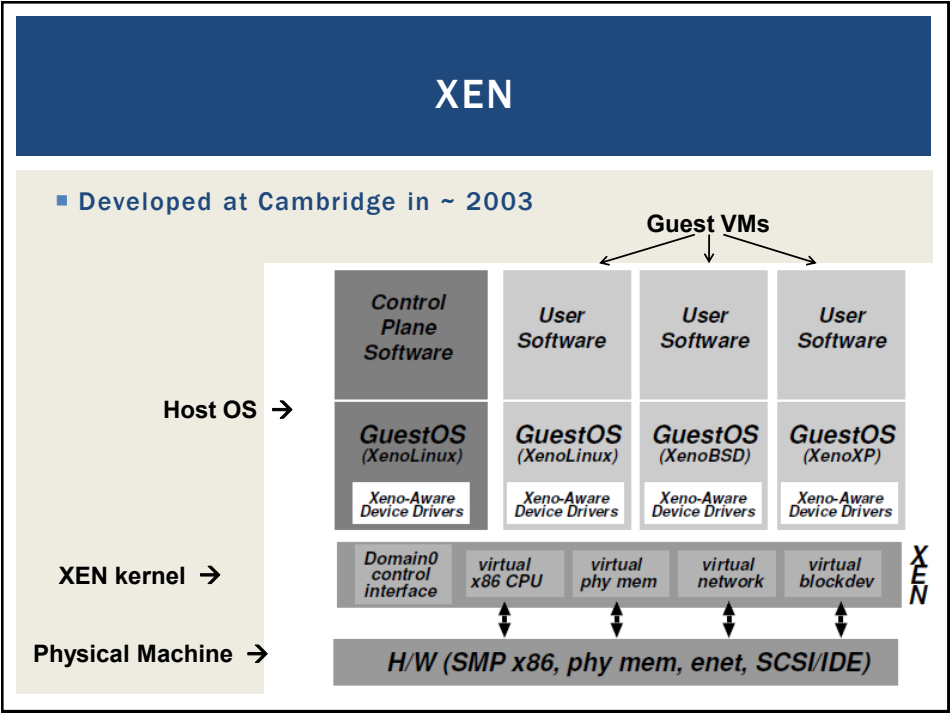 XEN
▪ Developed at Cambridge in ~ 2003
Guest VMs
Control
Plane
Software
User
Software
User
Software
User
Software
Host OS →
GuestOS
(XenoLinux)
Xeno-Aware
Device Drivers
GuestOS
(XenoLinux)
Xeno-Aware
Device Drivers
GuestOS
(XenoBSD)
Xeno-Aware
Device Drivers
GuestOS
(XenoXP)
Xeno-Aware
Device Drivers
XEN kernel →
Domain0
control
interface
virtual
x86 CPU
virtual
phy mem
virtual
network
virtual
blockdev
XEN
Physical Machine →
H/W (SMP x86, phy mem, enet, SCSI/IDE)